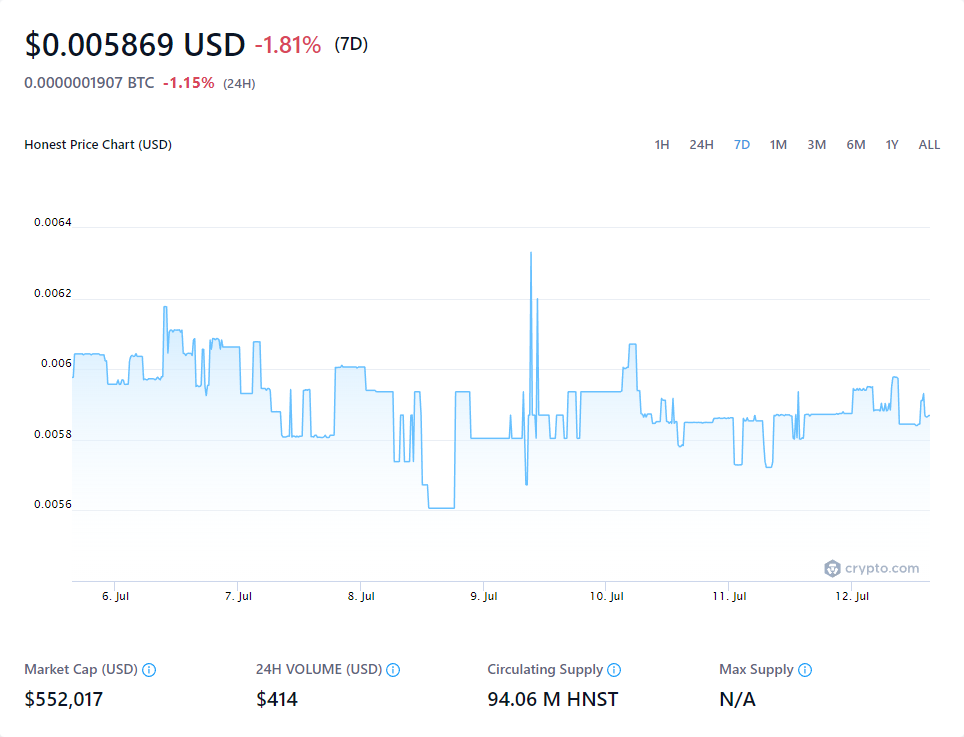 $0.005869 USD -1.81% (7D)
0.0000001907 BTC -1.15% (24H)
Honest Price Chart (USD) 1H 24H 7D 1M 3M 6M 1Y ALL
0.0064
0.0062
0.006
0.0058
0.0056
crypto.com
6. Jul 7. Jul 8. Jul 9. Jul 10. Jul 11. Jul 12. Jul
Market Cap (USD) 24H VOLUME (USD) Circulating Supply Max Supply
$552,017 $414 94.06 M HNST N/A